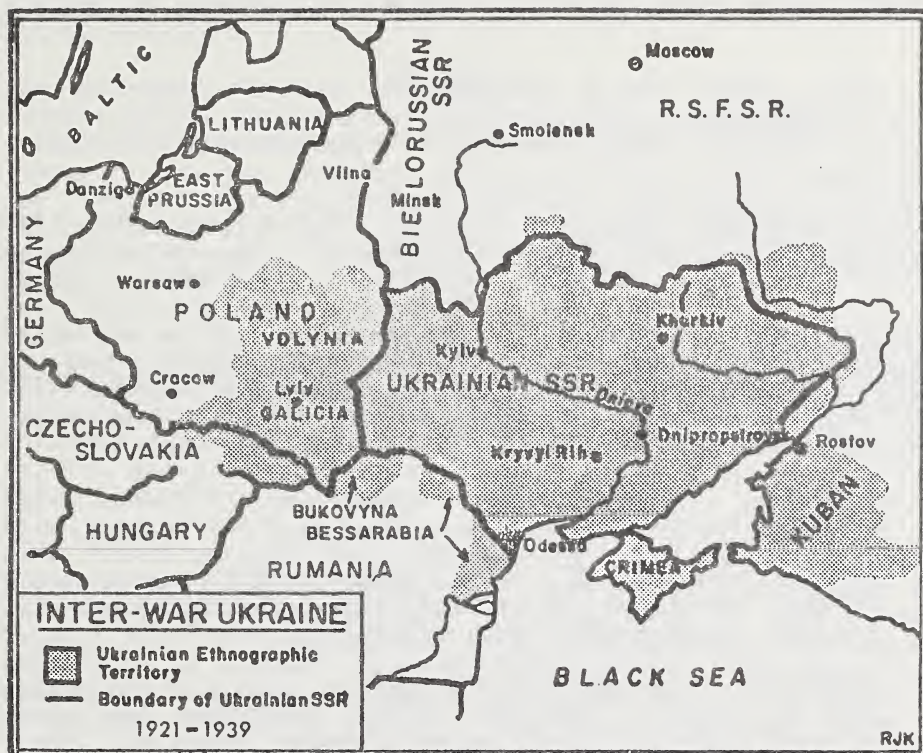 Moscow
BALTIC
BIELORUSSIAN
SSR
R. S. F. S. R.
LITHUANIA
Smolensk
Vilna
EAST
PRUSSIA
Danzig
Minsk
GERMANY
Warsaw
POLAND
VOLYNIA
Kharkiv
Kyiv
Cracow
Lviv
GALICIA
UKRAINIAN SSR
CZECHO-
SLOVAKIA
Rostov
Kryvyi Rih
KUBAN
BUKOVYNA
BESSARABIA
HUNGARY
Odessa
RUMANIA
CRIMEA
INTER-WAR UKRAINE
Ukrainian Ethnographic
Territory
Boundary of Ukrainian SSR
1921-1939
BLACK SEA
RJK